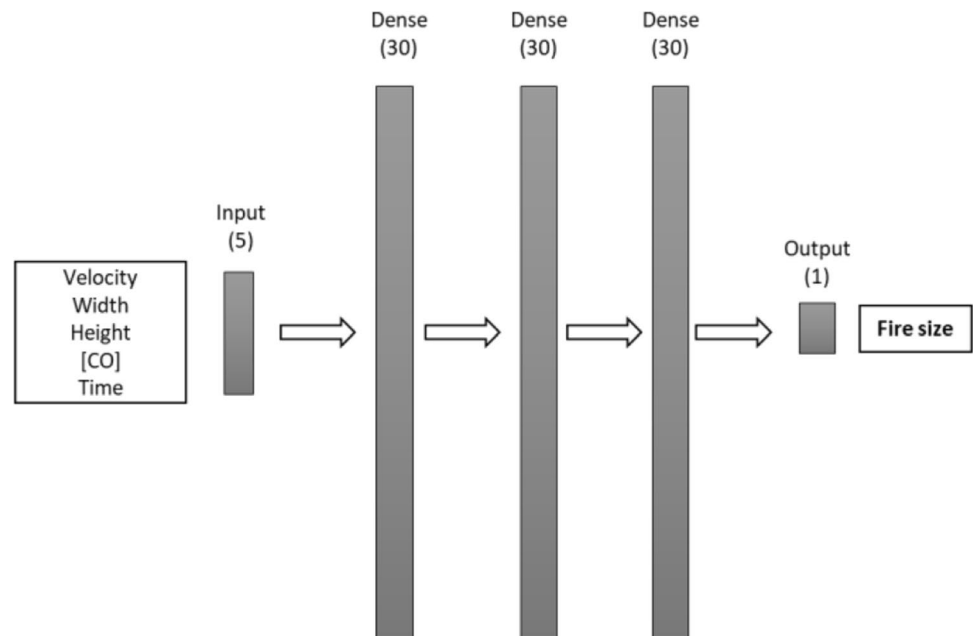 Dense
(30)
Dense
(30)
Dense
(30)
Input
(5)
Velocity
Width
Height
[CO]
Time
Output
(1)
Fire size